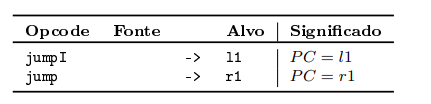 Opcode Fonte Alvo Significado
jumpI -> l1 PC = l1
jump -> r1 PC = r1